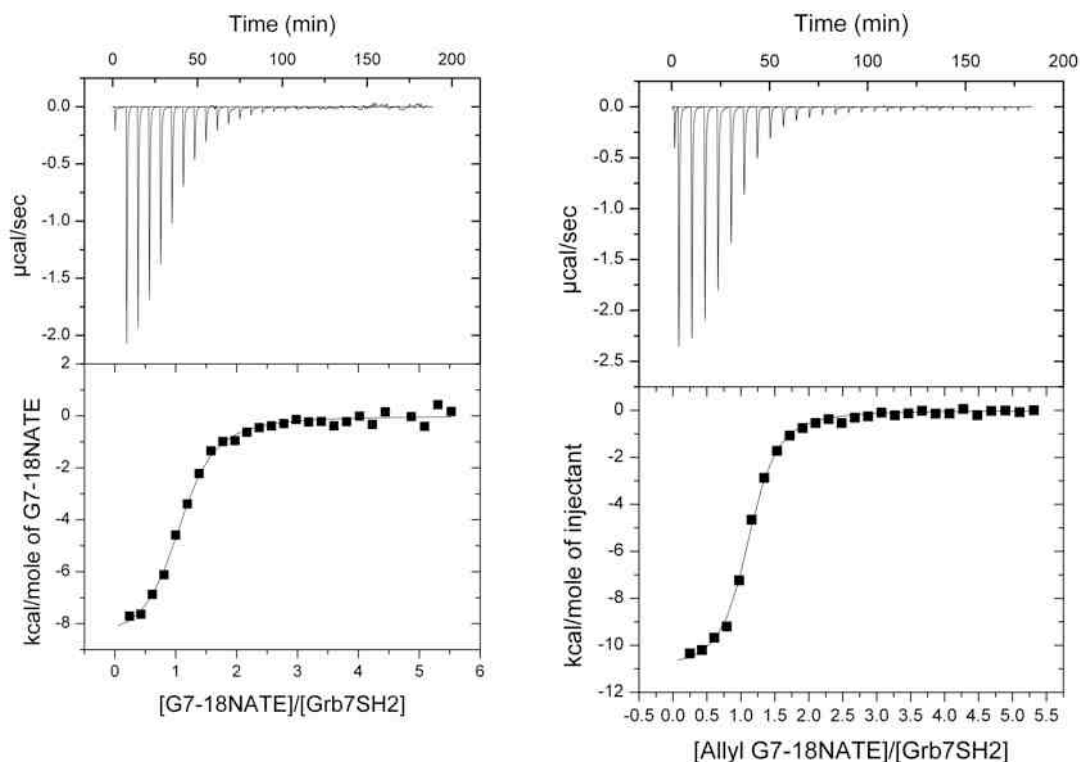 Time (min)
0 50 100 150 200
0.0
-0.5
-1.0
-1.5
-2.0
µcal/sec
2
0
-2
-4
-6
-8
kcal/mole of G7-18NATE
0 1 2 3 4 5 6
[G7-18NATE]/[Grb7SH2]
Time (min)
0 50 100 150 200
0.0
-0.5
-1.0
-1.5
-2.0
-2.5
µcal/sec
0
-2
-4
-6
-8
-10
-12
kcal/mole of injectant
-0.5 0.0 0.5 1.0 1.5 2.0 2.5 3.0 3.5 4.0 4.5 5.0 5.5
[Allyl G7-18NATE]/[Grb7SH2]